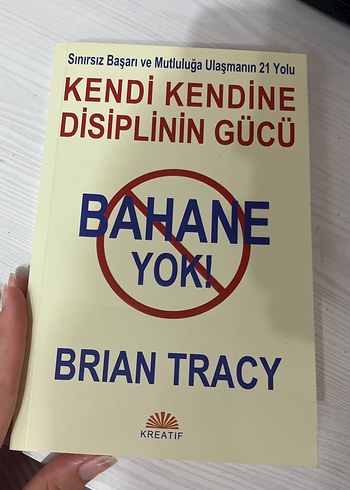 Sınırsız Başarı ve Mutluluğa Ulaşmanın 21 Yolu
KENDİ KENDİNE
DİSİPLİNİN GÜCÜ
BAHANE
YOK!
BRIAN TRACY
KREATIF